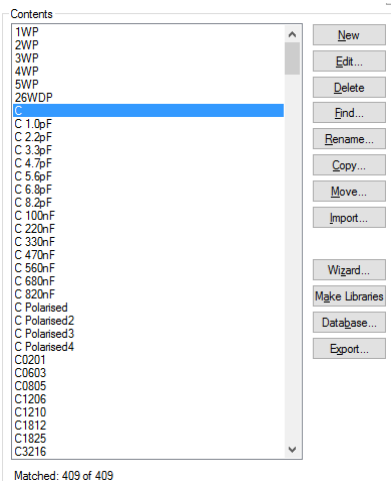 Contents
1WP
2WP
3WP
4WP
5WP
26WDP
C
C 1.0pF
C 2.2pF
C 3.3pF
C 4.7pF
C 5.6pF
C 6.8pF
C 8.2pF
C 100nF
C 220nF
C 330nF
C 470nF
C 560nF
C 680nF
C 820nF
C Polarised
C Polarised2
C Polarised3
C Polarised4
C0201
C0603
C0805
C1206
C1210
C1812
C1825
C3216
Matched: 409 of 409
New
Edit...
Delete
Find...
Rename...
Copy...
Move...
Import...
Wizard...
Make Libraries
Database...
Export...